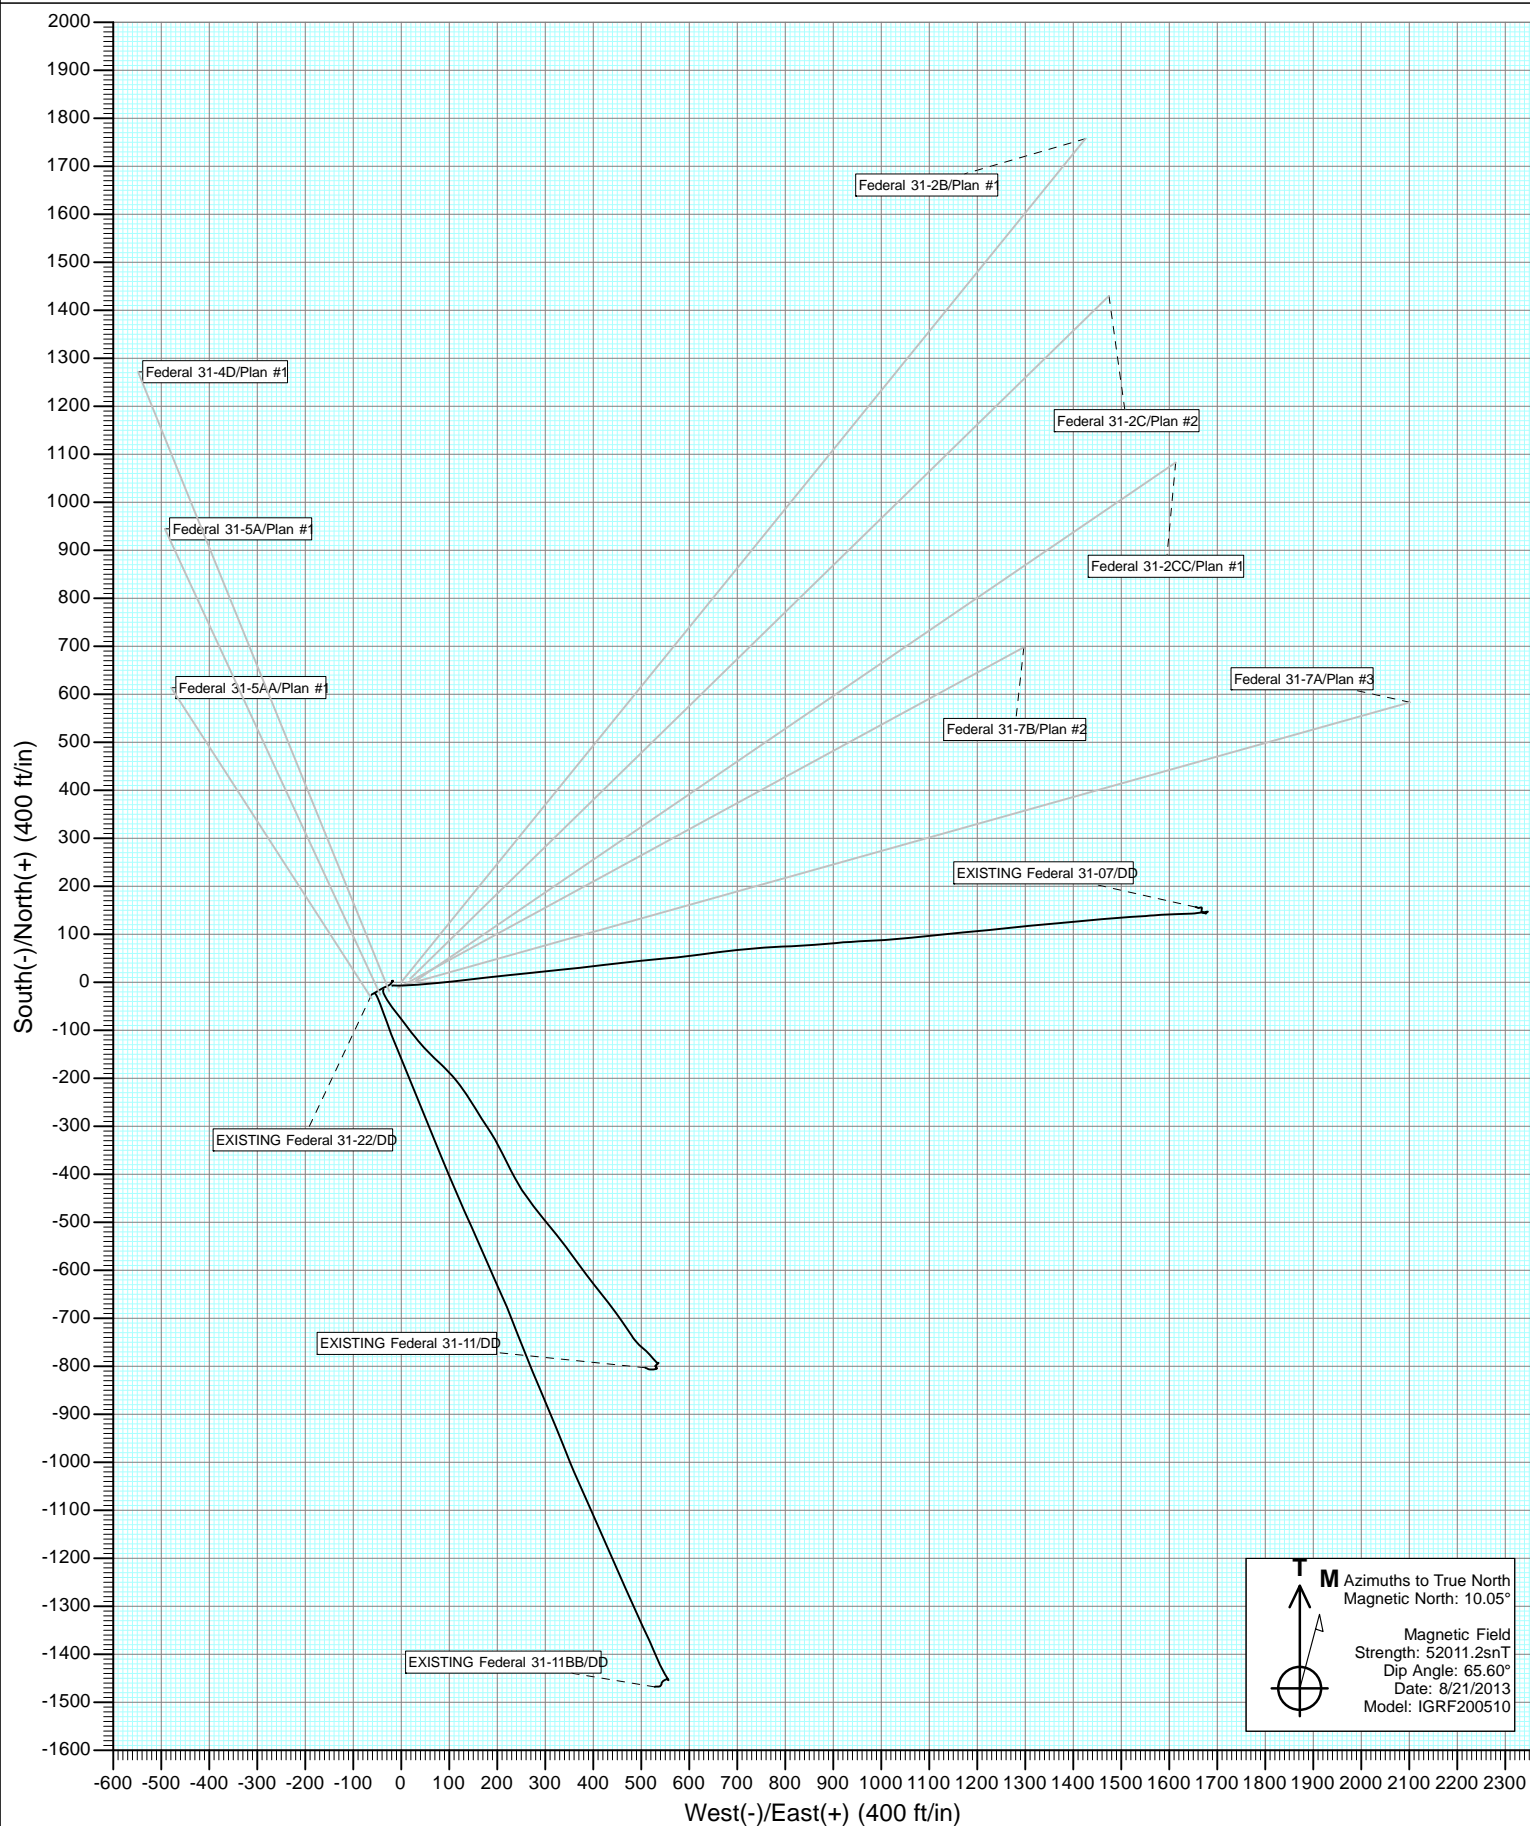 2000
1900
1800
1700
1600
1500
1400
1300
1200
1100
1000
900
800
700
600
500
400
300
200
100
0
-100
-200
-300
-400
-500
-600
-700
-800
-900
-1000
-1100
-1200
-1300
-1400
-1500
-1600
South(-)/North(+) (400 ft/in)
Federal 31-2B/Plan #1
Federal 31-4D/Plan #1
Federal 31-2C/Plan #2
Federal 31-5A/Plan #1
Federal 31-2CC/Plan #1
Federal 31-7A/Plan #3
Federal 31-5AA/Plan #1
Federal 31-7B/Plan #2
EXISTING Federal 31-07/DD
EXISTING Federal 31-22/DD
EXISTING Federal 31-11/DD
EXISTING Federal 31-11BB/DD
T M
Azimuths to True North
Magnetic North: 10.05°
Magnetic Field
Strength: 52011.2snT
Dip Angle: 65.60°
Date: 8/21/2013
Model: IGRF200510
-600 -500 -400 -300 -200 -100 0 100 200 300 400 500 600 700 800 900 1000 1100 1200 1300 1400 1500 1600 1700 1800 1900 2000 2100 2200 2300
West(-)/East(+) (400 ft/in)